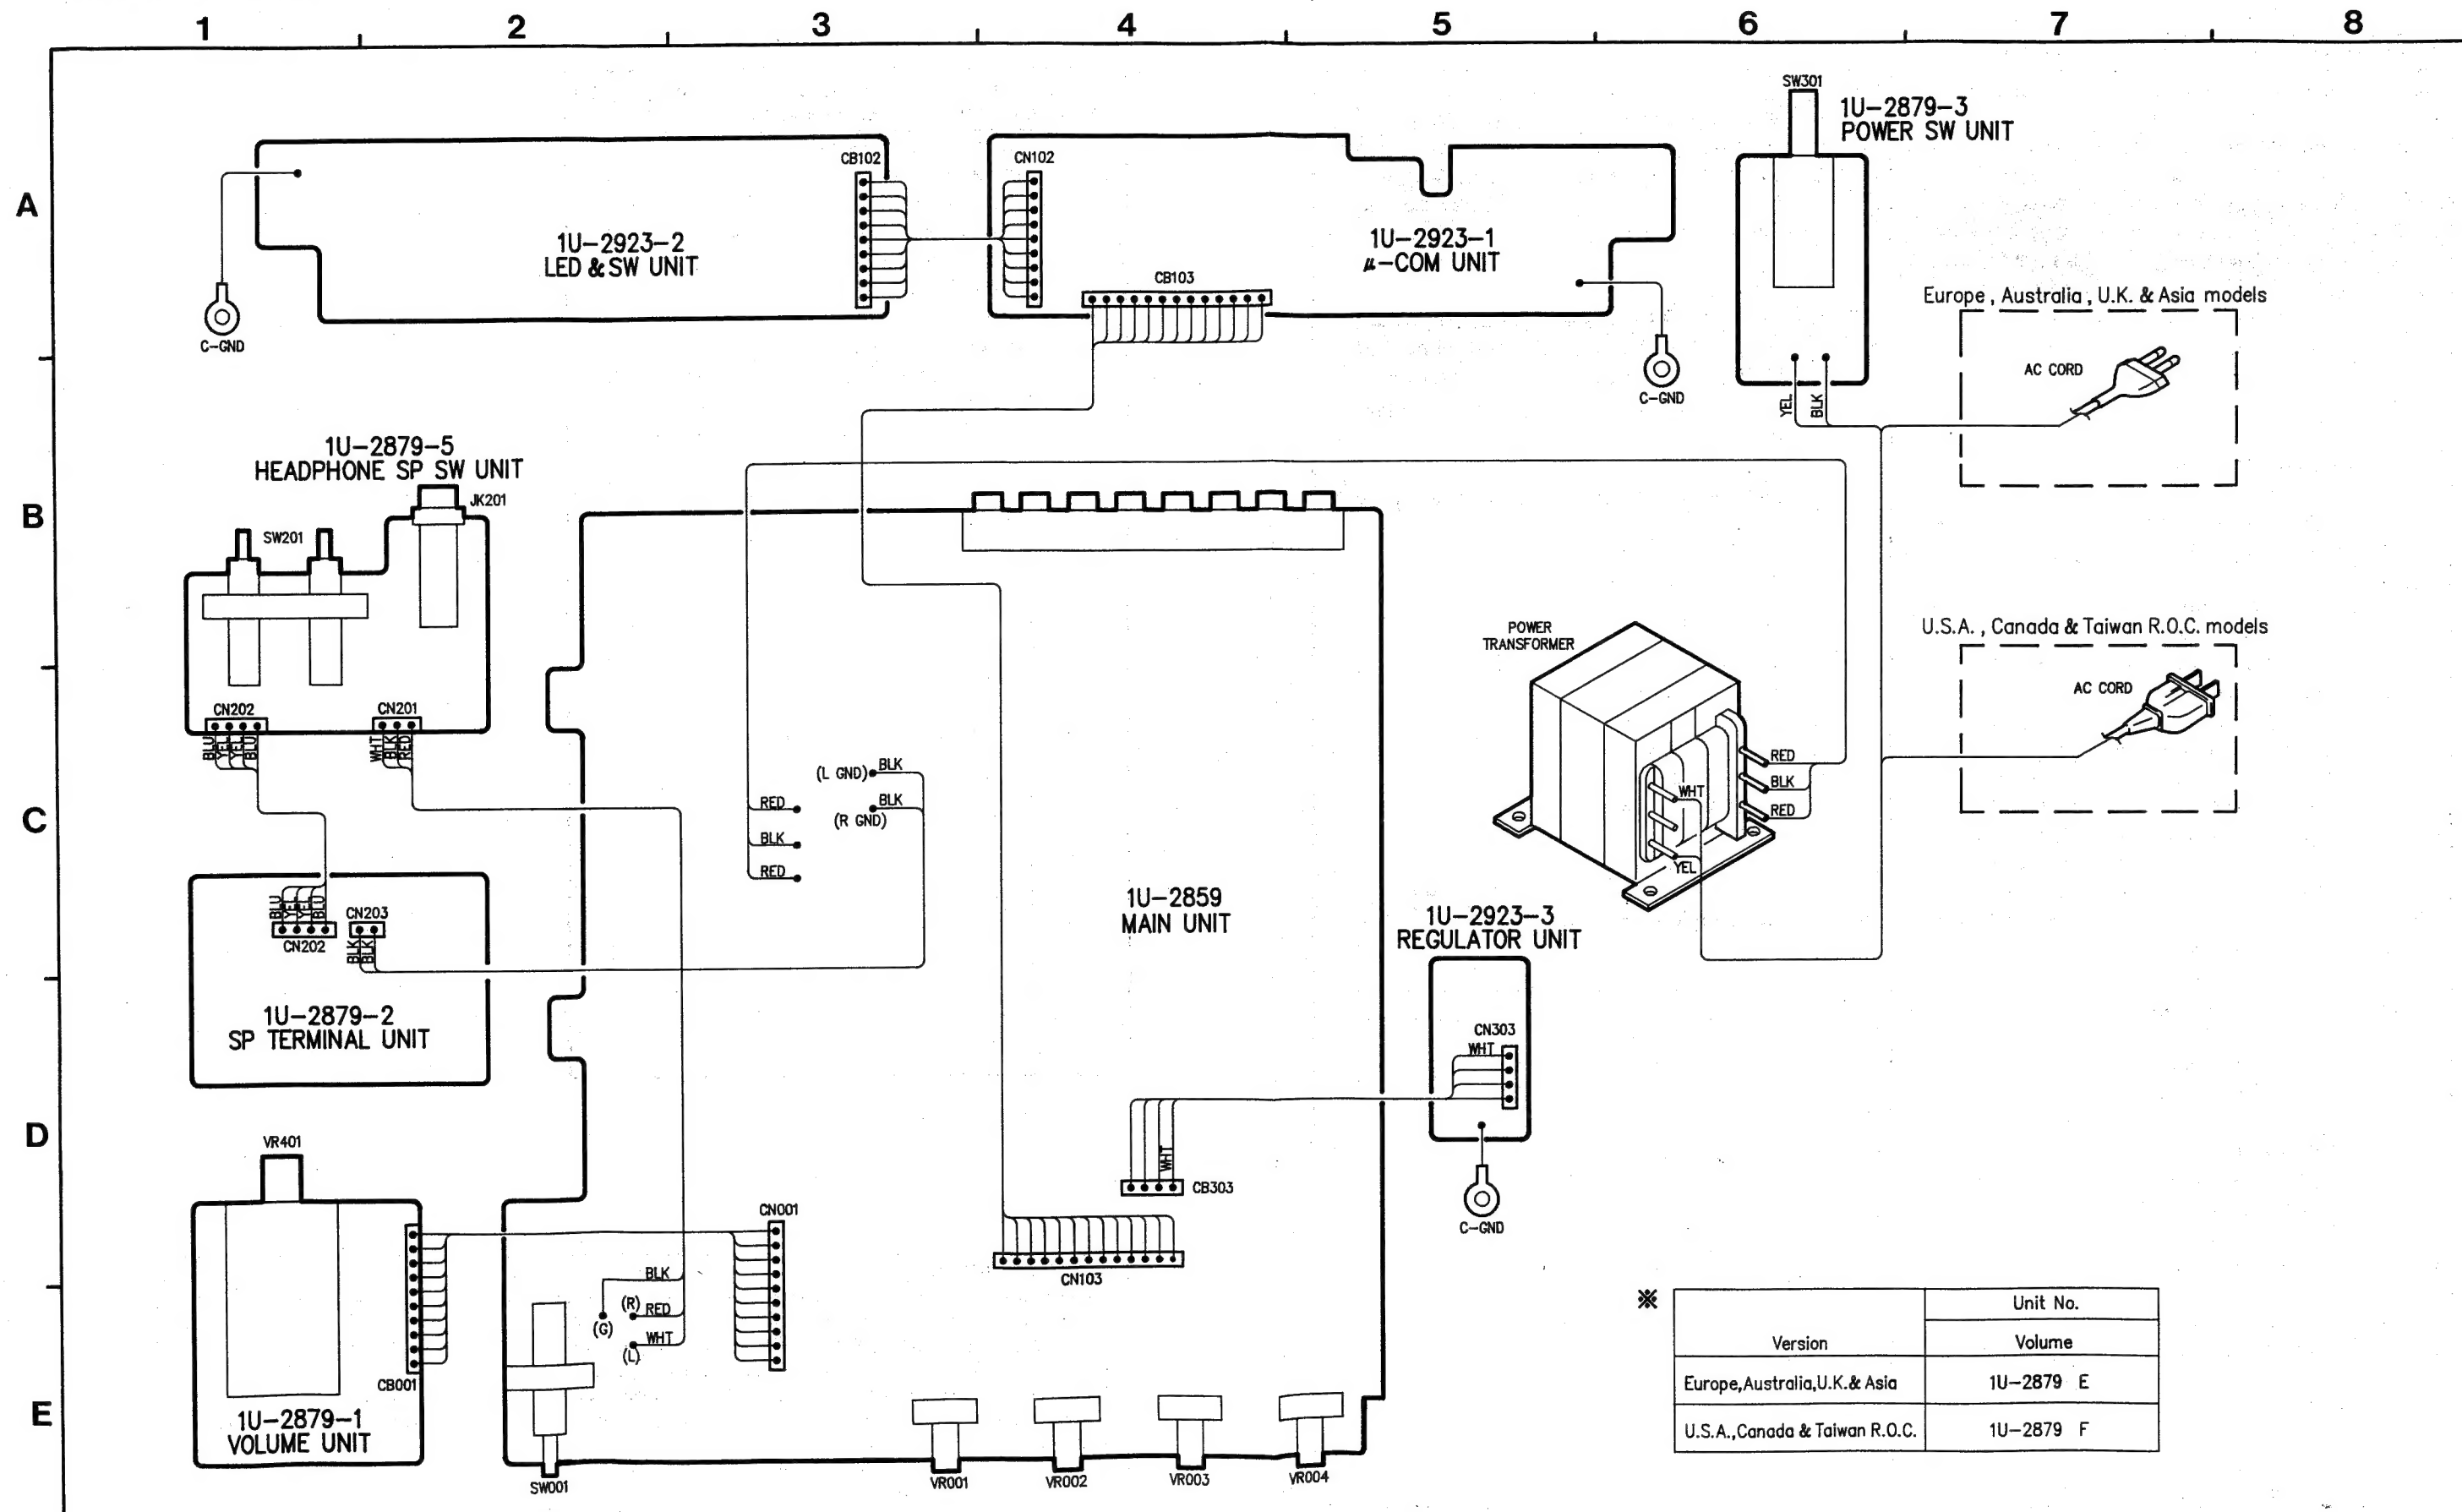 1 2 3 4 5 6 7 8
A
B
C
D
E
SW301
1U-2879-3
POWER SW UNIT
CB102
CN102
1U-2923-2
LED & SW UNIT
1U-2923-1
μ-COM UNIT
CB103
C-GND
C-GND
YEL
BLK
Europe, Australia, U.K. & Asia models
AC CORD
1U-2879-5
HEADPHONE SP SW UNIT
JK201
SW201
CN202
CN201
BLU
YEL
YEL
BLU
WHT
BLK
RED
POWER
TRANSFORMER
U.S.A., Canada & Taiwan R.O.C. models
AC CORD
RED
BLK
RED
WHT
YEL
(L GND) BLK
BLK
(R GND)
RED
BLK
RED
1U-2859
MAIN UNIT
BLU
YEL
YEL
BLU
CN203
CN202
BLK
BLK
1U-2879-2
SP TERMINAL UNIT
1U-2923-3
REGULATOR UNIT
CN303
WHT
C-GND
WHT
CB303
CN103
VR401
CN001
CB001
1U-2879-1
VOLUME UNIT
BLK
(R) RED
(G)
WHT
(L)
SW001
VR001
VR002
VR003
VR004
※
Unit No.
Version Volume
Europe,Australia,U.K.& Asia 1U-2879 E
U.S.A.,Canada & Taiwan R.O.C. 1U-2879 F